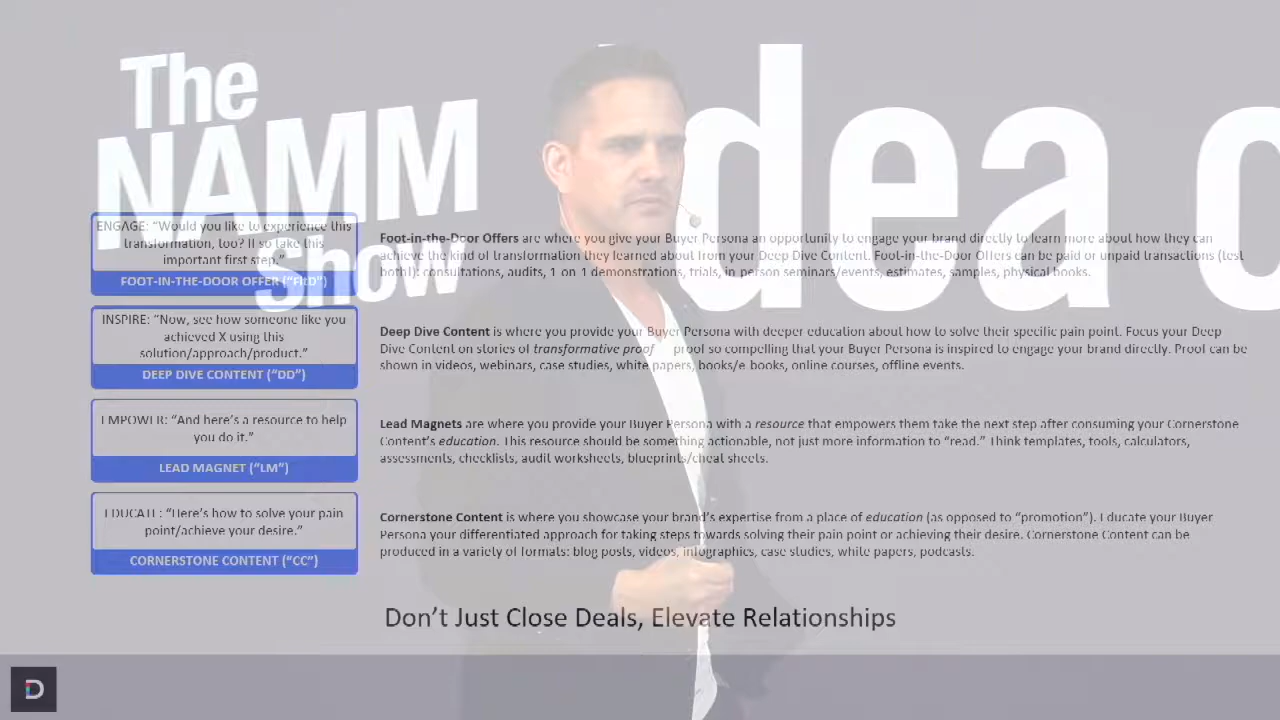 The
NAMM
Show
dea
ENGAGE: “Would you like to experience this
transformation, too? If so take this
important first step.”
FOOT-IN-THE-DOOR OFFER (“FITD”)
Foot-in-the-Door Offers are where you give your Buyer Persona an opportunity to engage your brand directly to learn more about how they can
achieve the kind of transformation they learned about from your Deep Dive Content. Foot-in-the-Door Offers can be paid or unpaid transactions (test
both!): consultations, audits, 1 on 1 demonstrations, trials, in person seminars/events, estimates, samples, physical books.
INSPIRE: “Now, see how someone like you
achieved X using this
solution/approach/product.”
DEEP DIVE CONTENT (“DD”)
Deep Dive Content is where you provide your Buyer Persona with deeper education about how to solve their specific pain point. Focus your Deep
Dive Content on stories of transformative proof proof so compelling that your Buyer Persona is inspired to engage your brand directly. Proof can be
shown in videos, webinars, case studies, white papers, books/e books, online courses, offline events.
EMPOWER: “And here’s a resource to help
you do it.”
LEAD MAGNET (“LM”)
Lead Magnets are where you provide your Buyer Persona with a resource that empowers them take the next step after consuming your Cornerstone
Content’s education. This resource should be something actionable, not just more information to “read.” Think templates, tools, calculators,
assessments, checklists, audit worksheets, blueprints/cheat sheets.
EDUCATE: “Here’s how to solve your pain
point/achieve your desire.”
CORNERSTONE CONTENT (“CC”)
Cornerstone Content is where you showcase your brand’s expertise from a place of education (as opposed to “promotion”). Educate your Buyer
Persona your differentiated approach for taking steps towards solving their pain point or achieving their desire. Cornerstone Content can be
produced in a variety of formats: blog posts, videos, infographics, case studies, white papers, podcasts.
Don’t Just Close Deals, Elevate Relationships
D